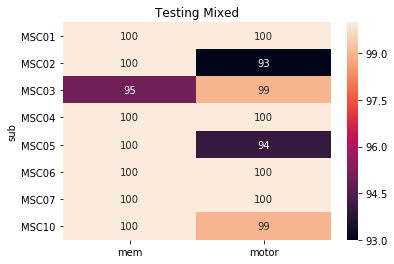 Testing Mixed
sub
MSC01 100 100
MSC02 100 93
MSC03 95 99
MSC04 100 100
MSC05 100 94
MSC06 100 100
MSC07 100 100
MSC10 100 99
mem motor
99.0
97.5
96.0
94.5
93.0